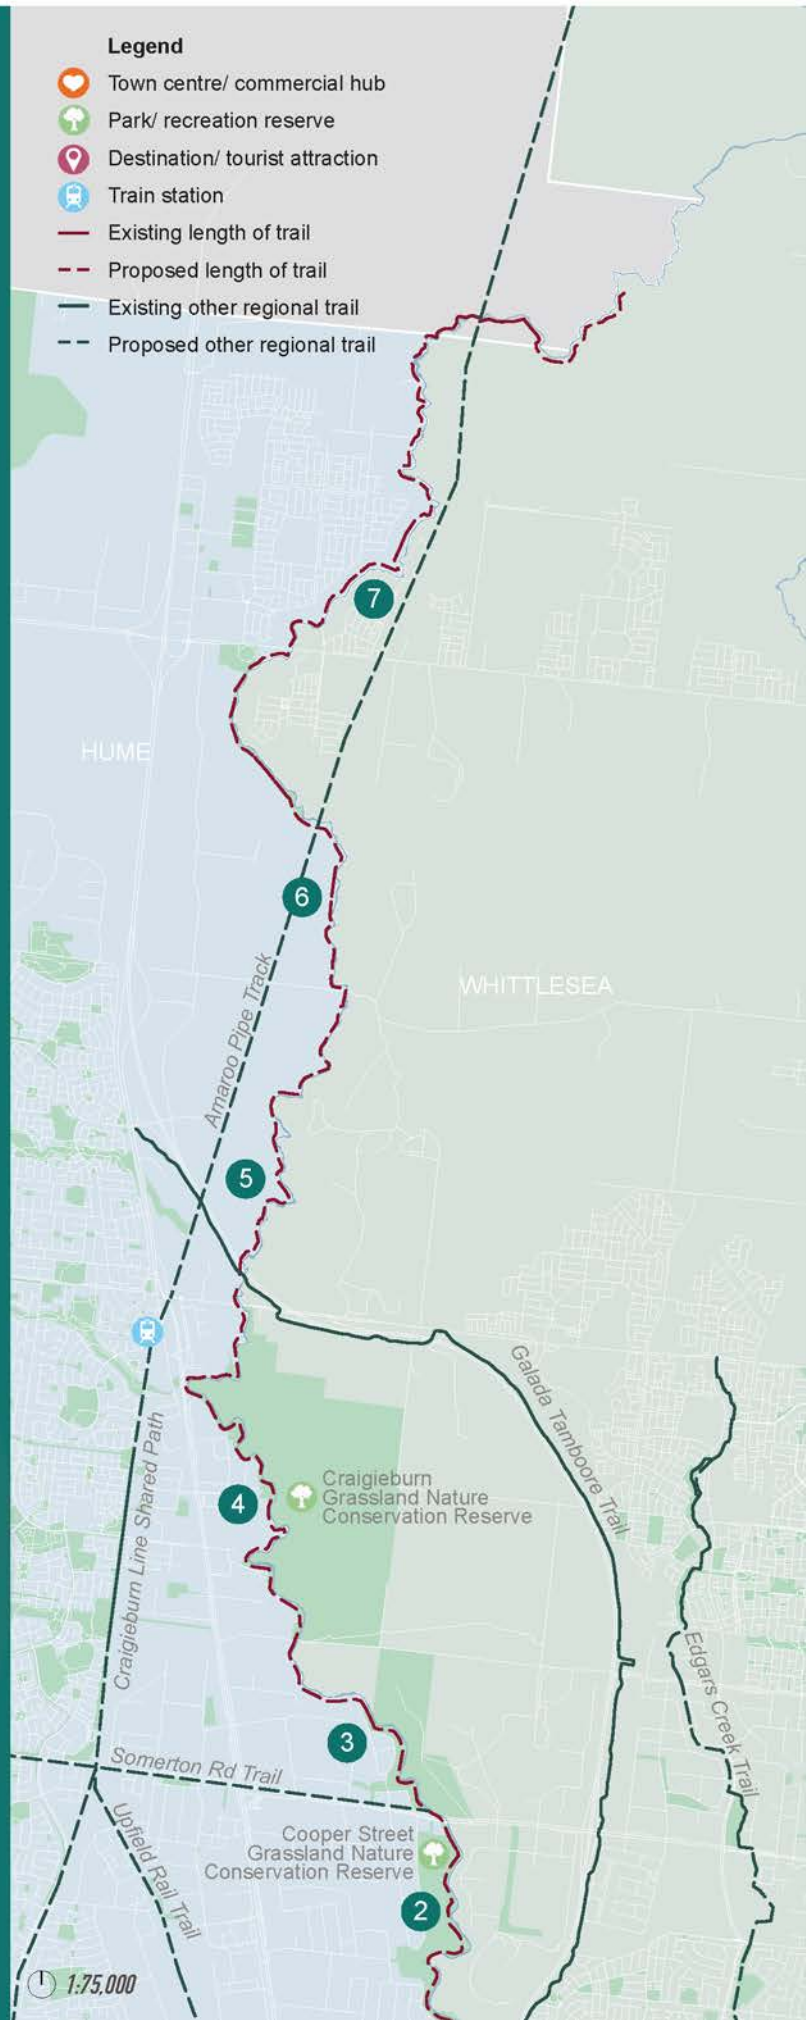 Legend
Town centre/ commercial hub
Park/ recreation reserve
Destination/ tourist attraction
Train station
Existing length of trail
Proposed length of trail
Existing other regional trail
Proposed other regional trail
7
HUME
6
WHITTLESEA
Amaroo Pipe Track
5
Galada Tamboore Trail
Craigieburn Line Shared Path
4
Craigieburn
Grassland Nature
Conservation Reserve
Edgars Creek Trail
3
Somerton Rd Trail
Upfield Rail Trail
Cooper Street
Grassland Nature
Conservation Reserve
2
1:75,000